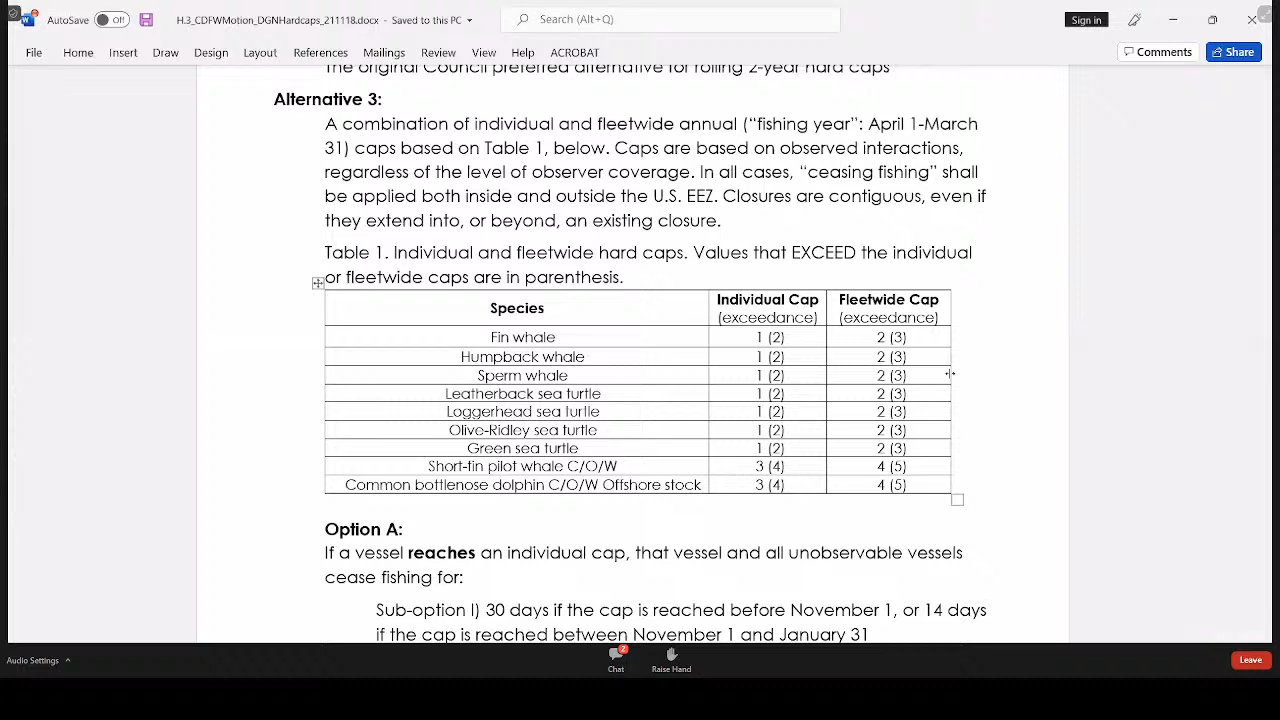 AutoSave Off H.3_CDFWMotion_DGNHardcaps_211118.docx - Saved to this PC Search (Alt+Q) Sign in
File Home Insert Draw Design Layout References Mailings Review View Help ACROBAT Comments Share
The original Council preferred alternative for rolling 2-year hard caps
Alternative 3:
A combination of individual and fleetwide annual (“fishing year”: April 1-March
31) caps based on Table 1, below. Caps are based on observed interactions,
regardless of the level of observer coverage. In all cases, “ceasing fishing” shall
be applied both inside and outside the U.S. EEZ. Closures are contiguous, even if
they extend into, or beyond, an existing closure.
Table 1. Individual and fleetwide hard caps. Values that EXCEED the individual
or fleetwide caps are in parenthesis.
Species Individual Cap (exceedance) Fleetwide Cap (exceedance)
Fin whale 1 (2) 2 (3)
Humpback whale 1 (2) 2 (3)
Sperm whale 1 (2) 2 (3)
Leatherback sea turtle 1 (2) 2 (3)
Loggerhead sea turtle 1 (2) 2 (3)
Olive-Ridley sea turtle 1 (2) 2 (3)
Green sea turtle 1 (2) 2 (3)
Short-fin pilot whale C/O/W 3 (4) 4 (5)
Common bottlenose dolphin C/O/W Offshore stock 3 (4) 4 (5)
Option A:
If a vessel reaches an individual cap, that vessel and all unobservable vessels
cease fishing for:
Sub-option I) 30 days if the cap is reached before November 1, or 14 days
if the cap is reached between November 1 and January 31
Audio Settings 2 Chat Raise Hand Leave